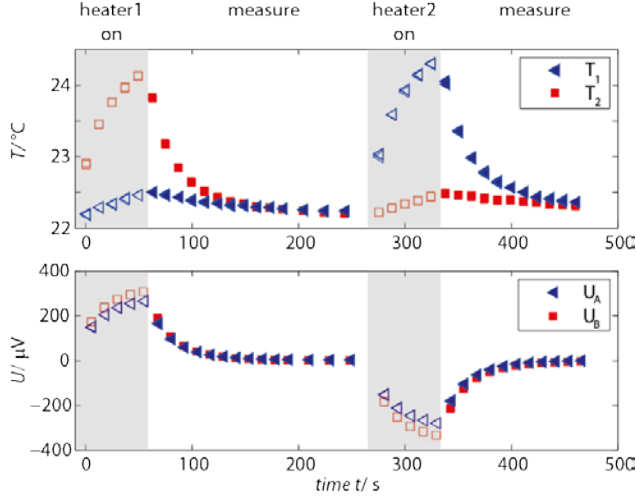 heater1 measure heater2 measure
on on
24
23
22
T/°C
T1
T2
0 100 200 300 400 500
400
200
0
−200
−400
U/ µV
UA
UB
0 100 200 300 400 500
time t/ s